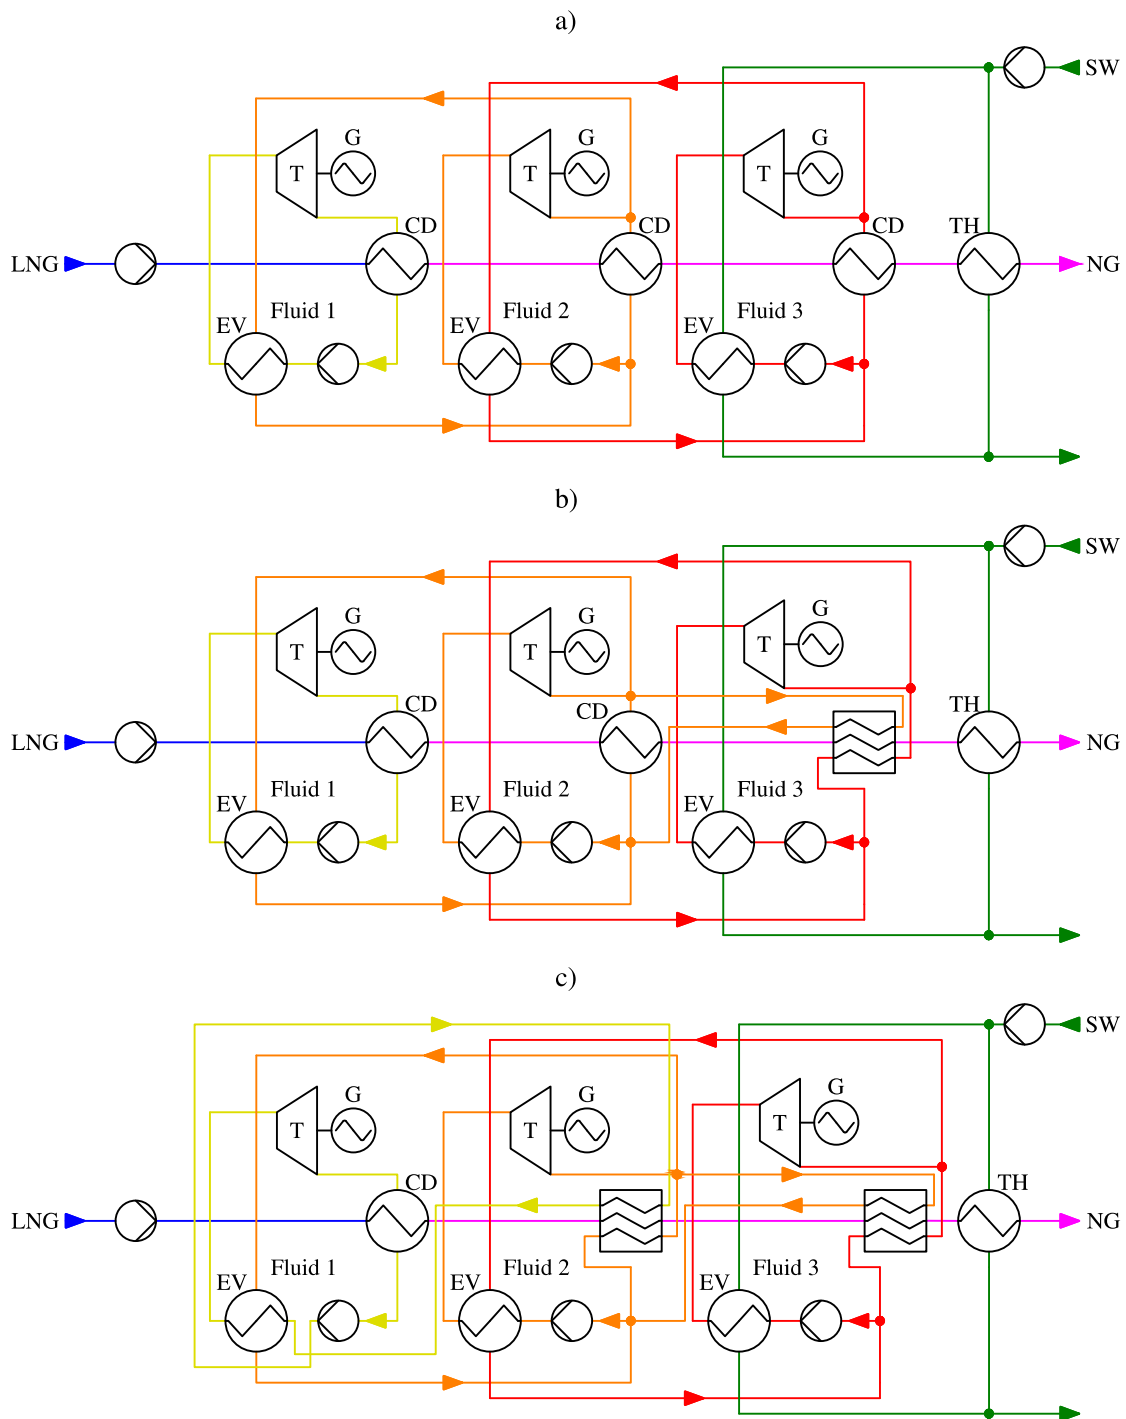 a)
SW
G G G
T T T
CD CD CD TH
LNG NG
Fluid 1 Fluid 2 Fluid 3
EV EV EV
b)
SW
G G G
T T T
CD CD TH
LNG NG
Fluid 1 Fluid 2 Fluid 3
EV EV EV
c)
SW
G G G
T T T
CD TH
LNG NG
Fluid 1 Fluid 2 Fluid 3
EV EV EV